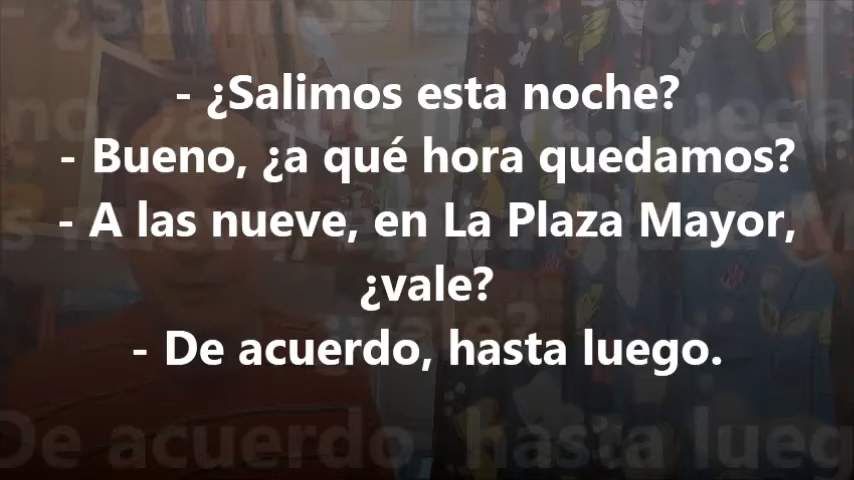 - ¿Salimos esta noche?
- Bueno, ¿a qué hora quedamos?
- A las nueve, en La Plaza Mayor,
¿vale?
- De acuerdo, hasta luego.